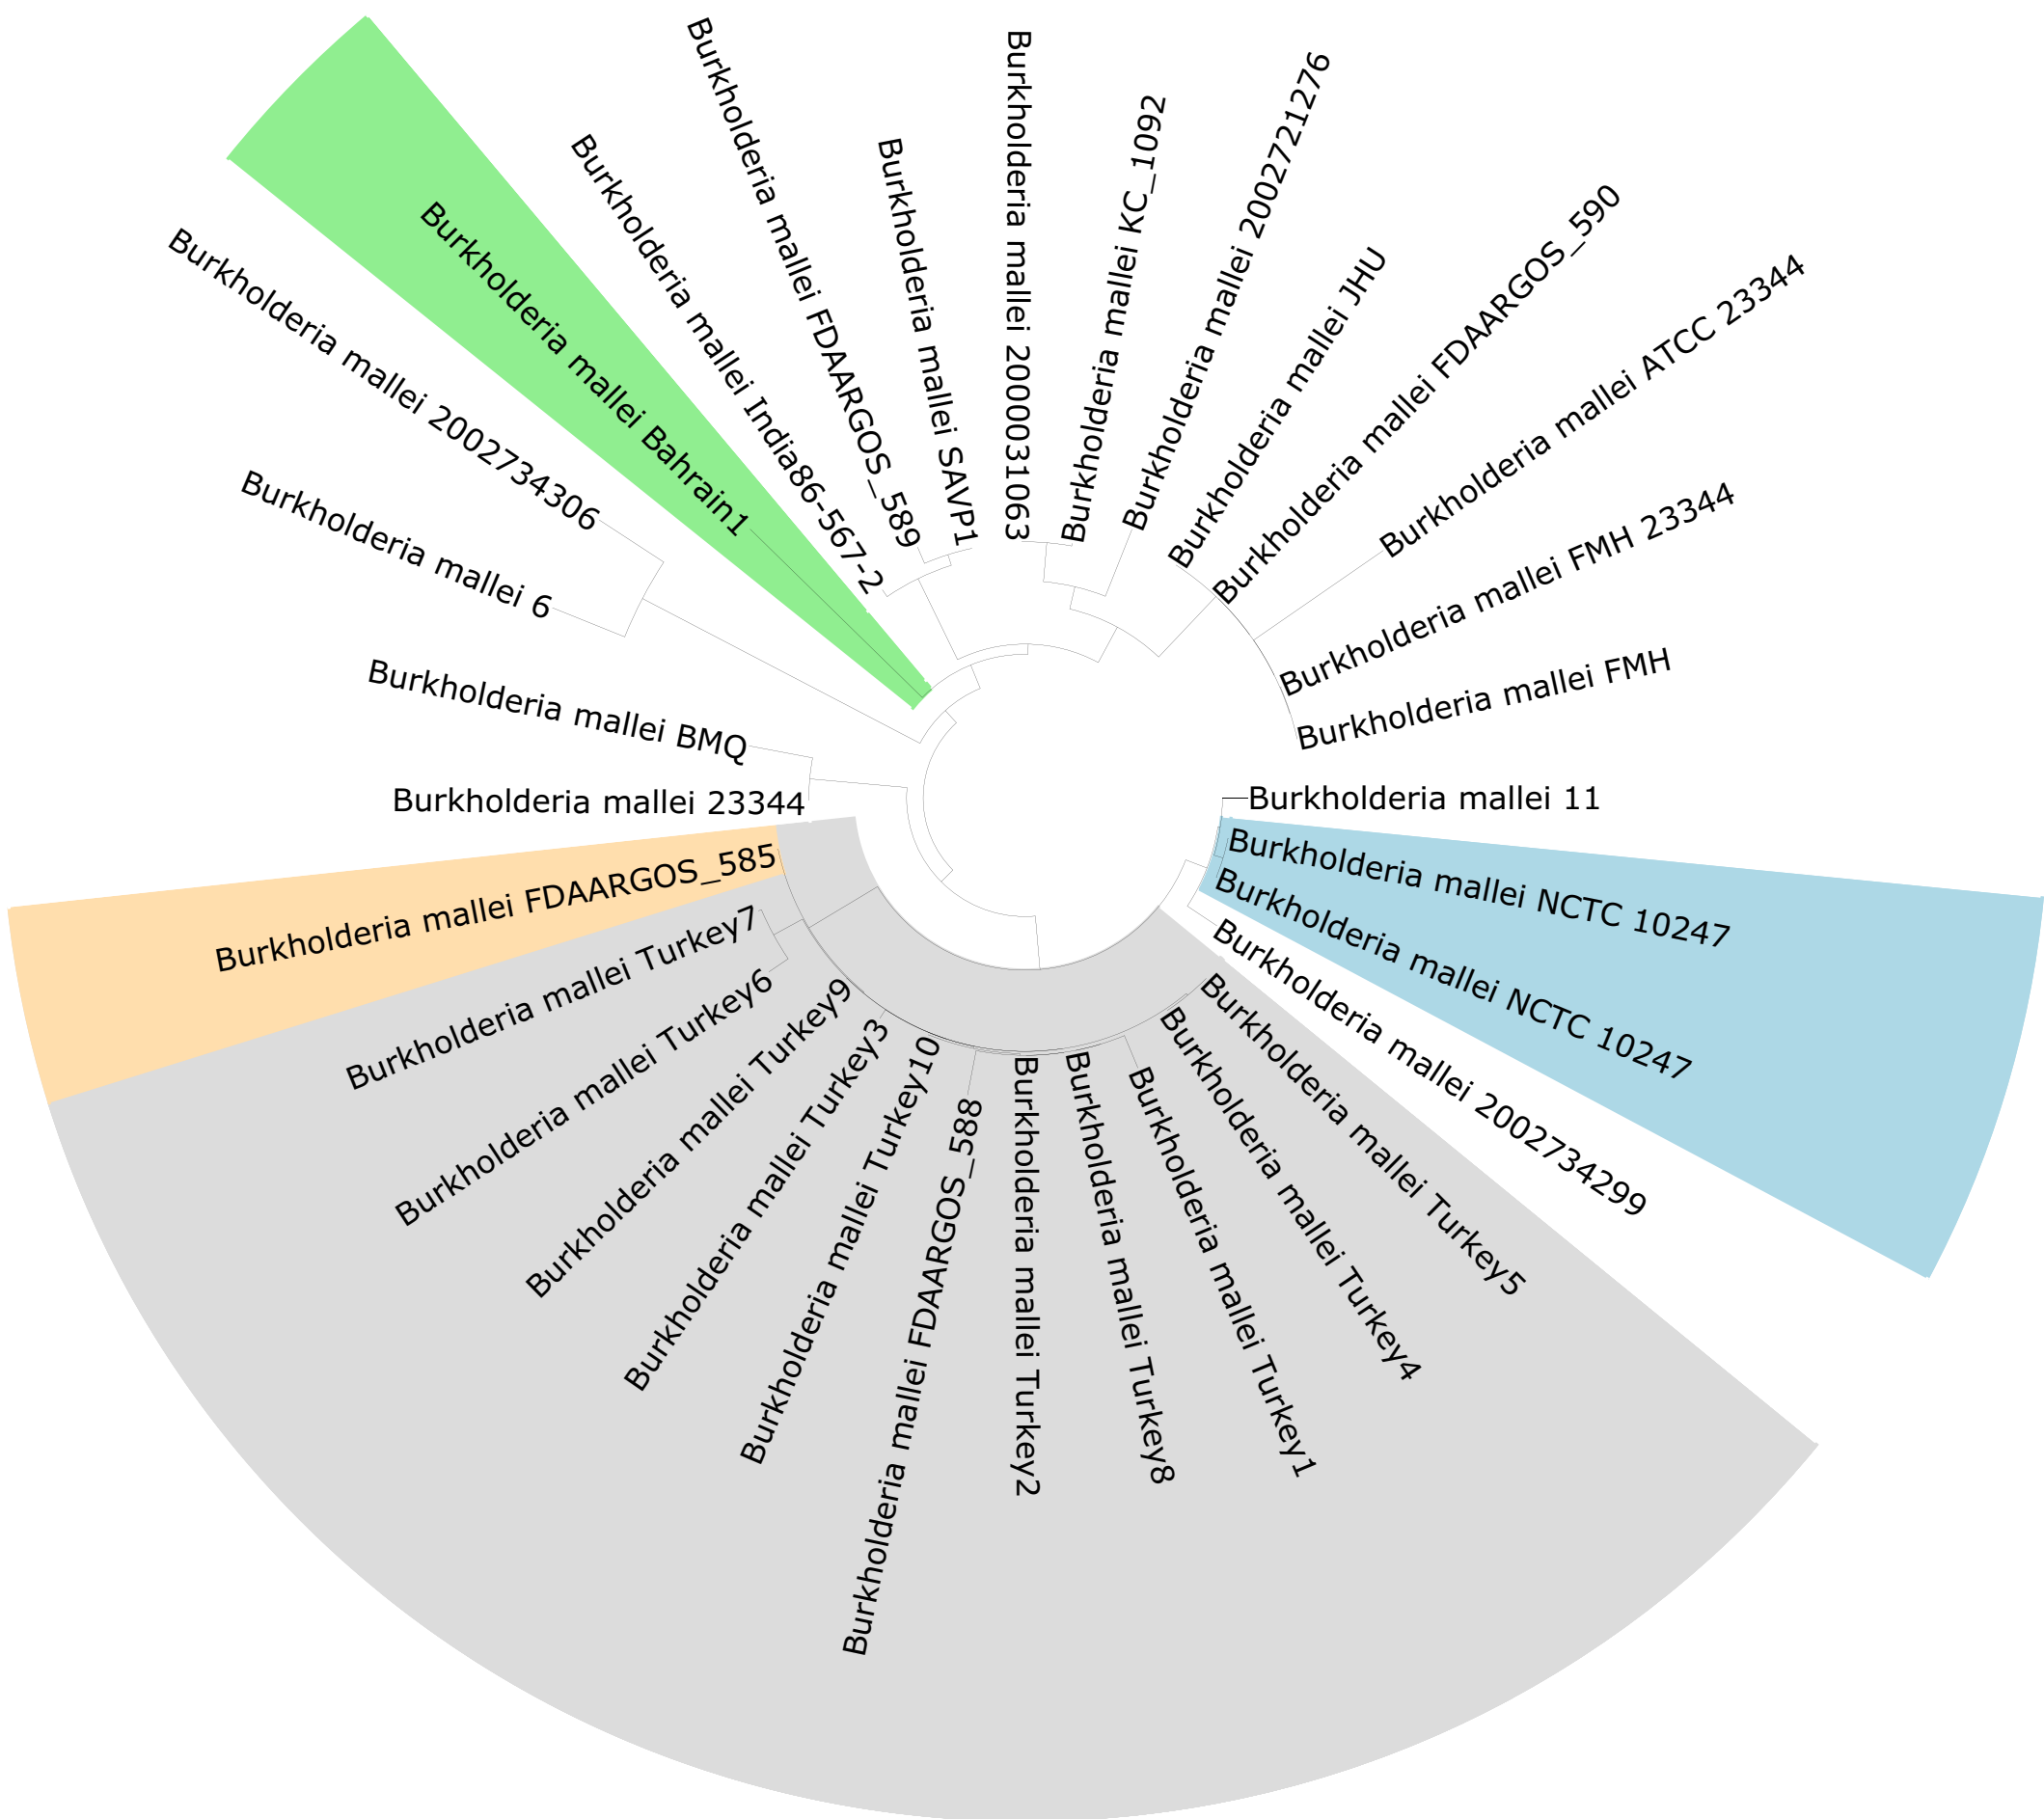 Burkholderia mallei 2000031063
Burkholderia mallei KC_1092
Burkholderia mallei 2002721276
Burkholderia mallei JHU
Burkholderia mallei FDAARGOS_590
Burkholderia mallei ATCC 23344
Burkholderia mallei FMH 23344
Burkholderia mallei FMH
Burkholderia mallei 11
Burkholderia mallei NCTC 10247
Burkholderia mallei NCTC 10247
Burkholderia mallei 2002734299
Burkholderia mallei Turkey5
Burkholderia mallei Turkey4
Burkholderia mallei Turkey1
Burkholderia mallei Turkey8
Burkholderia mallei Turkey2
Burkholderia mallei FDAARGOS_588
Burkholderia mallei Turkey10
Burkholderia mallei Turkey3
Burkholderia mallei Turkey9
Burkholderia mallei Turkey6
Burkholderia mallei Turkey7
Burkholderia mallei FDAARGOS_585
Burkholderia mallei 23344
Burkholderia mallei BMQ
Burkholderia mallei 6
Burkholderia mallei 2002734306
Burkholderia mallei Bahrain1
Burkholderia mallei India86-567-2
Burkholderia mallei FDAARGOS_589
Burkholderia mallei SAVP1